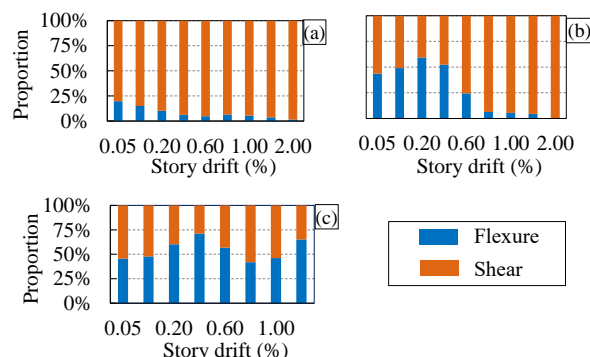 100%
75%
50%
25%
0%
Proportion
(a)
0.05 0.20 0.60 1.00 2.00
Story drift (%)
(b)
0.05 0.20 0.60 1.00 2.00
Story drift (%)
100%
75%
50%
25%
0%
Proportion
(c)
0.05 0.20 0.60 1.00
Story drift (%)
Flexure
Shear